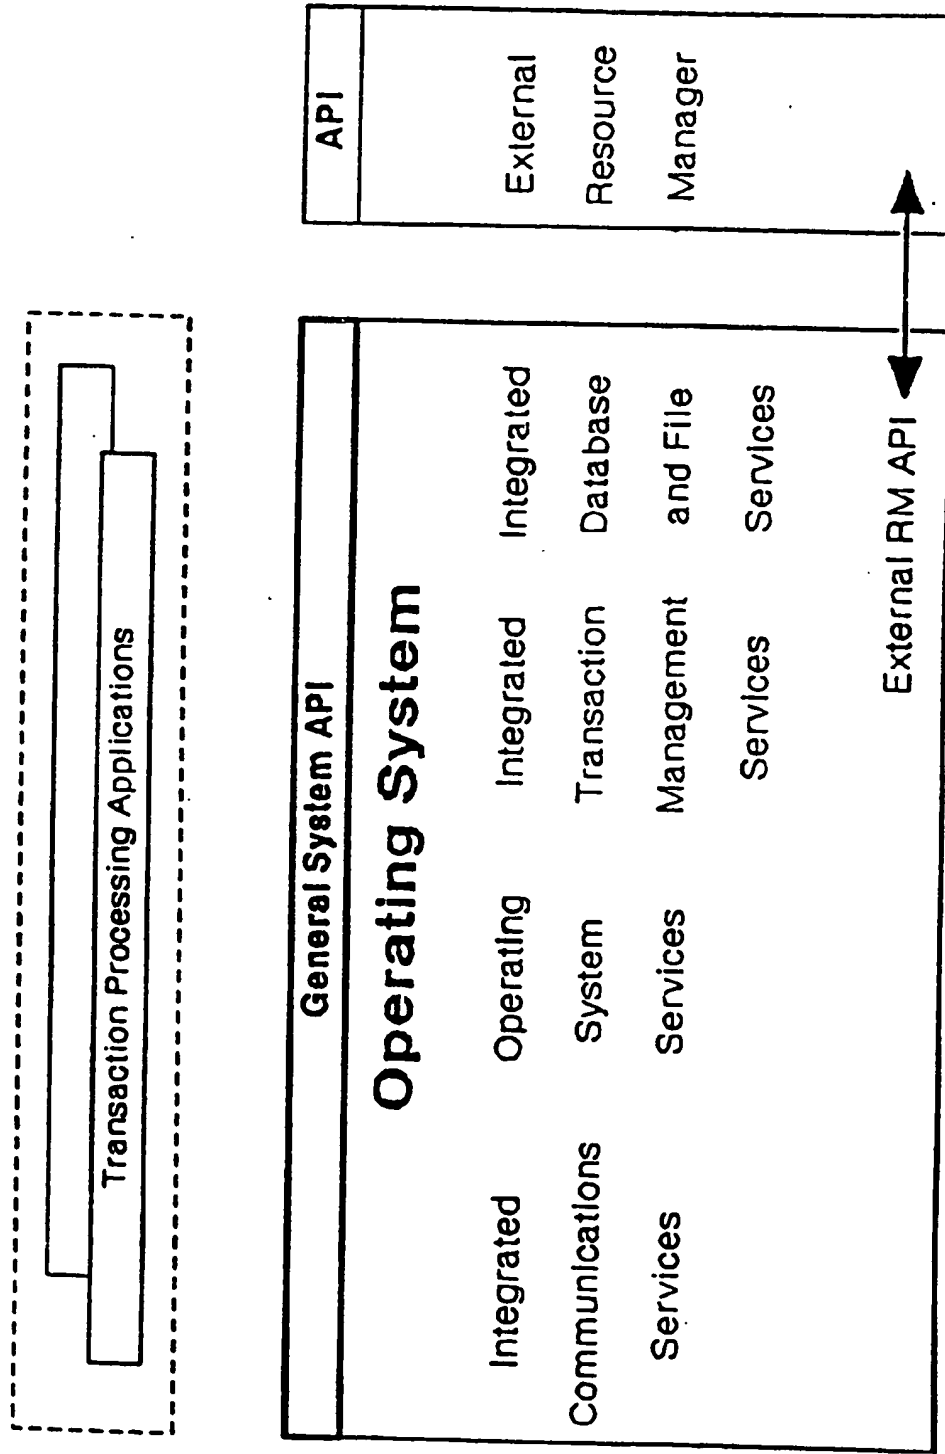 Transaction Processing Applications
General System API
API
Operating System
Integrated
Communications
Services
Operating
System
Services
Integrated
Transaction
Management
Services
Integrated
Database
and File
Services
External
Resource
Manager
External RM API